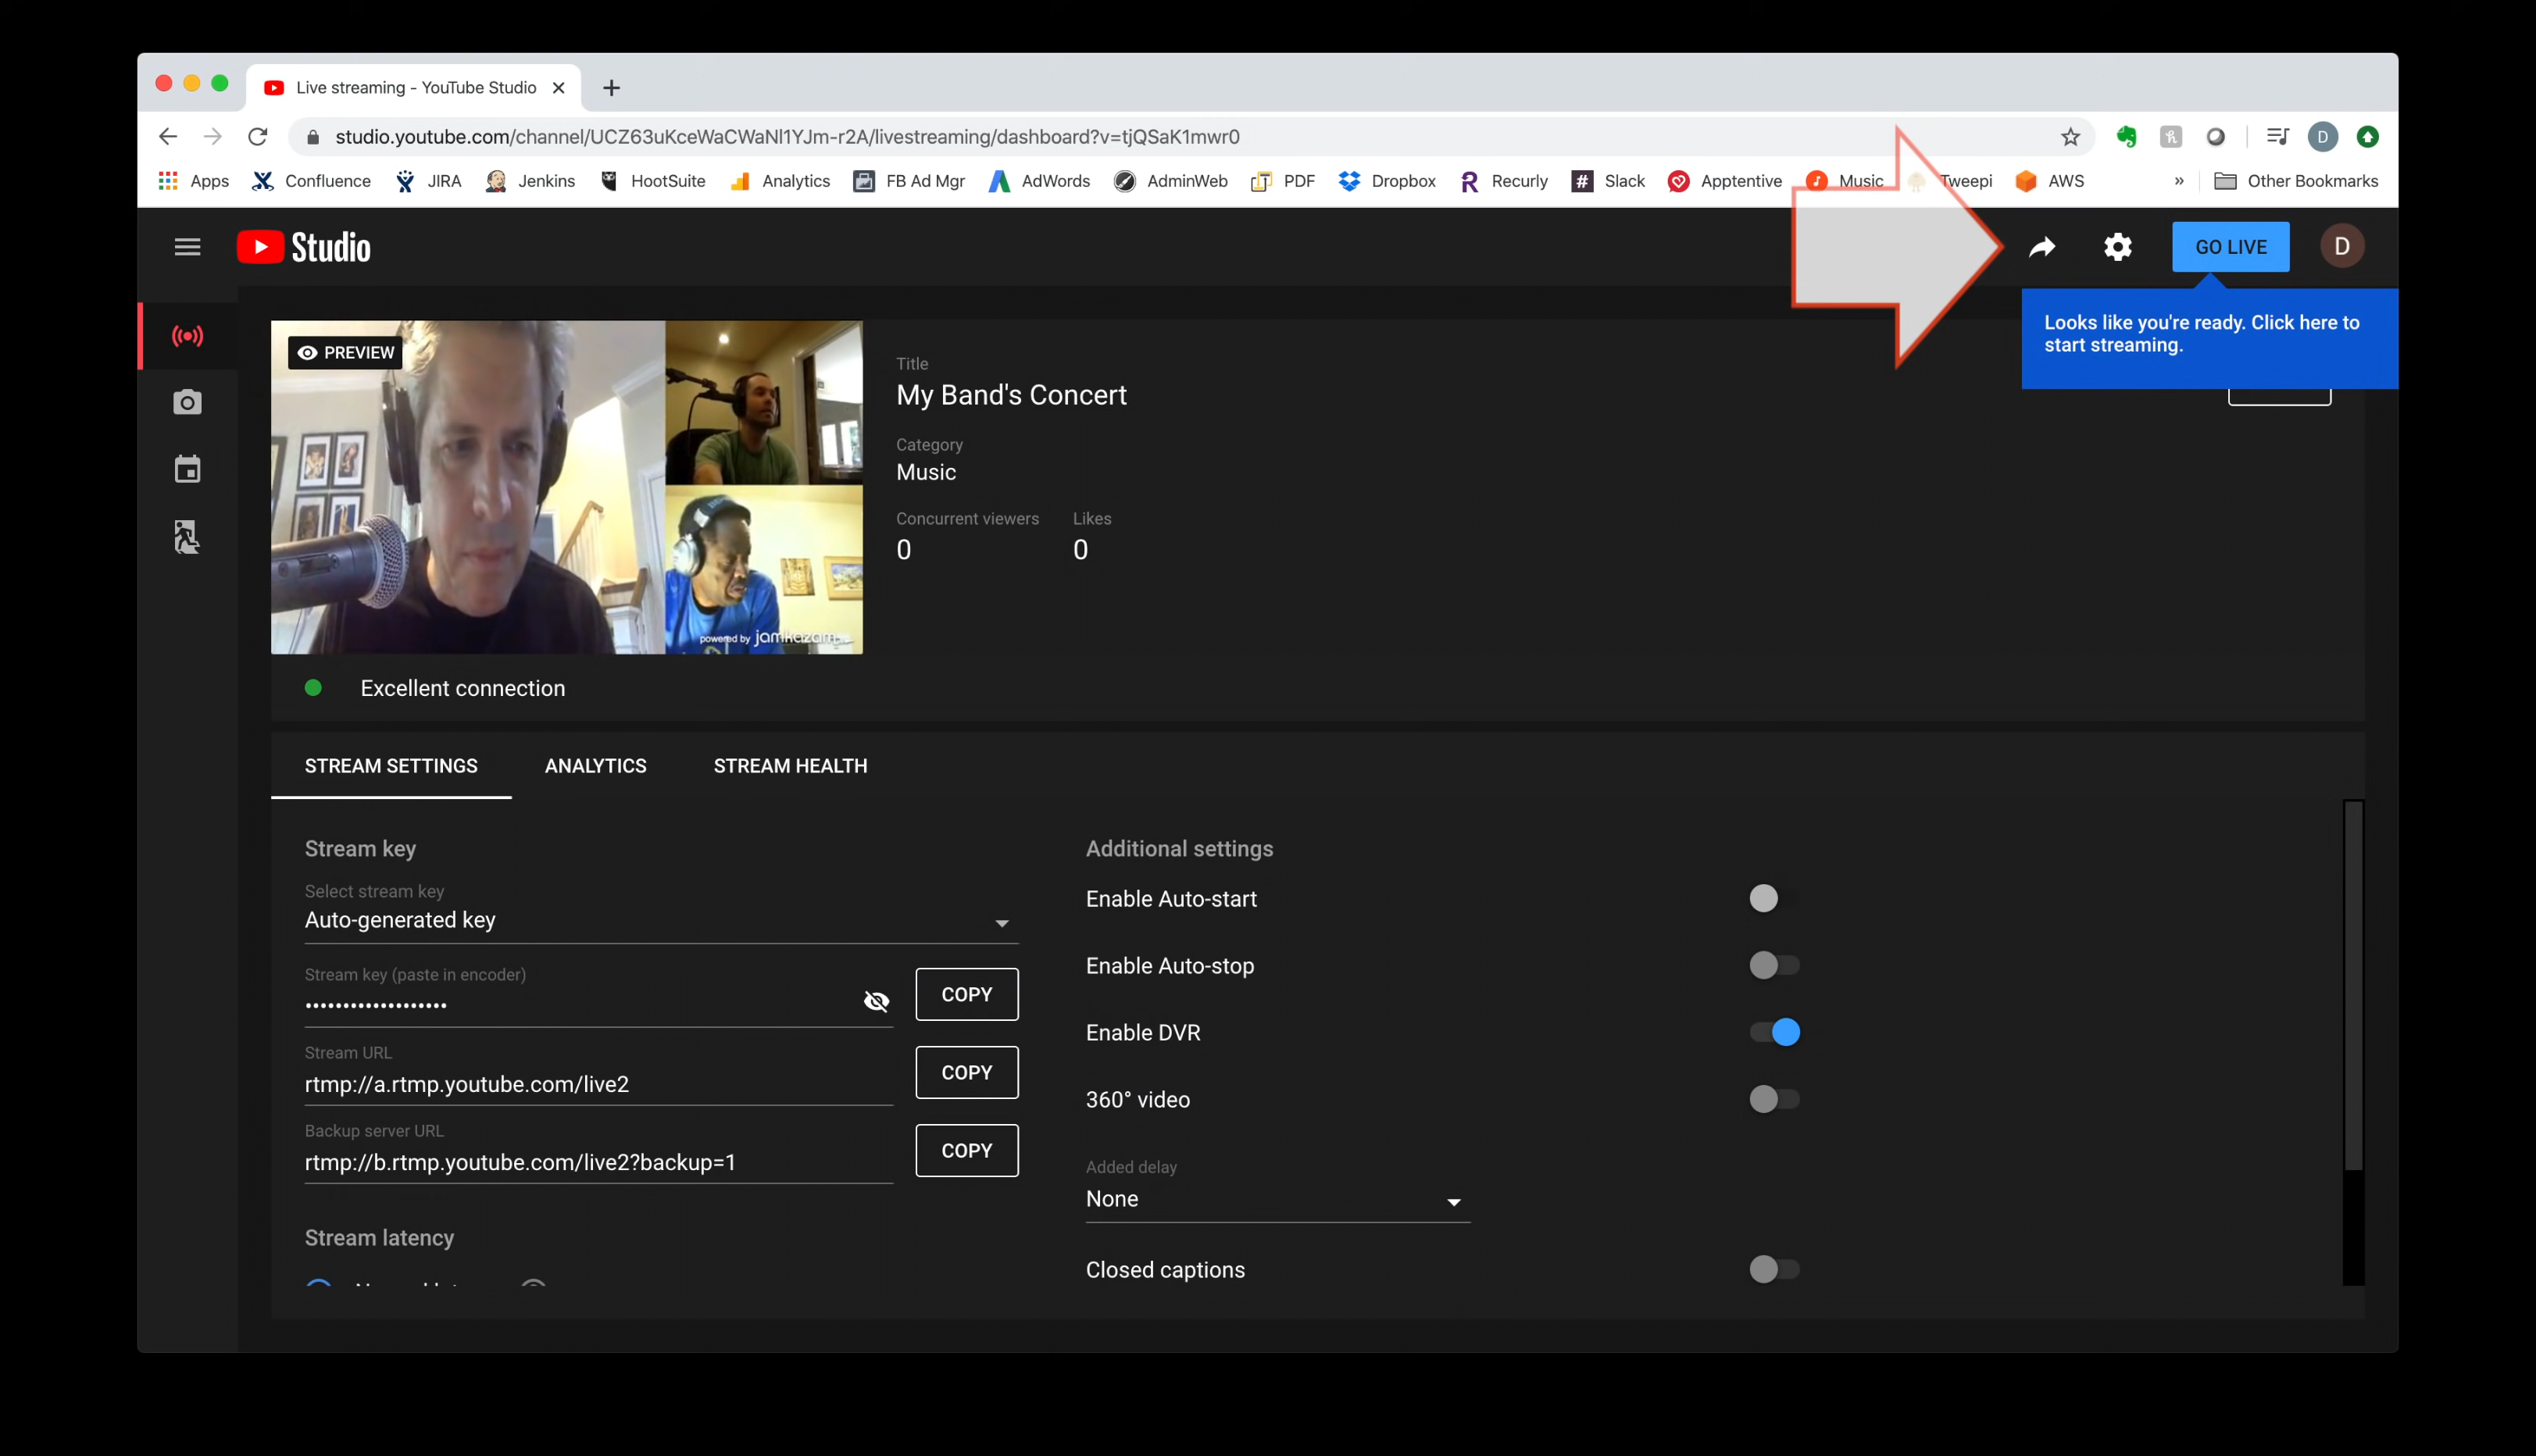 Live streaming - YouTube Studio
studio.youtube.com/channel/UCZ63uKceWaCWaNl1YJm-r2A/livestreaming/dashboard?v=tjQSaK1mwr0
D
Apps Confluence JIRA Jenkins HootSuite Analytics FB Ad Mgr AdWords AdminWeb PDF Dropbox Recurly Slack Apptentive Music Tweepi AWS » Other Bookmarks
Studio
GO LIVE
D
Looks like you're ready. Click here to
start streaming.
PREVIEW
powered by jamkazam
Title
My Band's Concert
Category
Music
Concurrent viewers Likes
0 0
Excellent connection
STREAM SETTINGS ANALYTICS STREAM HEALTH
Stream key
Select stream key
Auto-generated key
Stream key (paste in encoder)
•••••••••••••••••••
COPY
Stream URL
rtmp://a.rtmp.youtube.com/live2
COPY
Backup server URL
rtmp://b.rtmp.youtube.com/live2?backup=1
COPY
Stream latency
Additional settings
Enable Auto-start
Enable Auto-stop
Enable DVR
360° video
Added delay
None
Closed captions